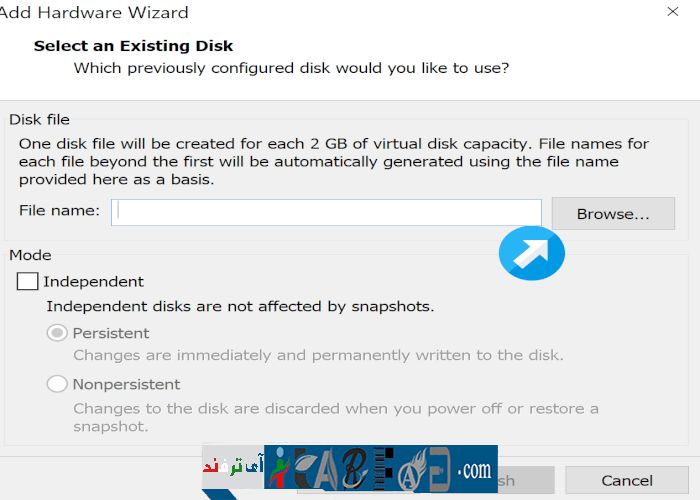 Add Hardware Wizard
Select an Existing Disk
Which previously configured disk would you like to use?
Disk file
One disk file will be created for each 2 GB of virtual disk capacity. File names for
each file beyond the first will be automatically generated using the file name
provided here as a basis.
File name:
Browse...
Mode
Independent
Independent disks are not affected by snapshots.
Persistent
Changes are immediately and permanently written to the disk.
Nonpersistent
Changes to the disk are discarded when you power off or restore a
snapshot.
آی ترفند
.com
Cancel